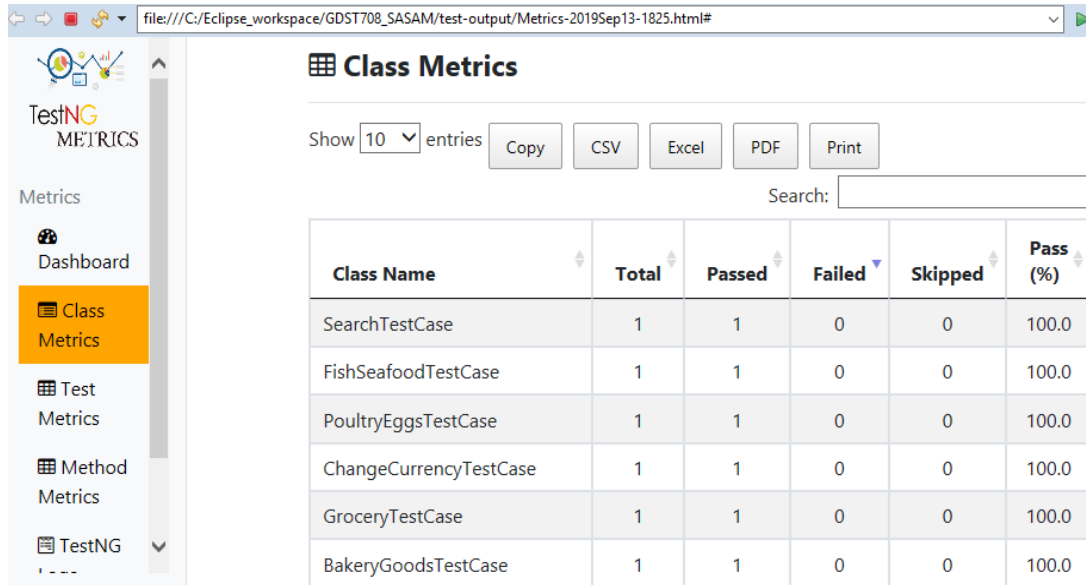 file:///C:/Eclipse_workspace/GDST708_SASAM/test-output/Metrics-2019Sep13-1825.html#
TestNG
METRICS
Metrics
Dashboard
Class
Metrics
Test
Metrics
Method
Metrics
TestNG
Class Metrics
Show 10 entries Copy CSV Excel PDF Print
Search:
Class Name Total Passed Failed Skipped Pass (%)
SearchTestCase 1 1 0 0 100.0
FishSeafoodTestCase 1 1 0 0 100.0
PoultryEggsTestCase 1 1 0 0 100.0
ChangeCurrencyTestCase 1 1 0 0 100.0
GroceryTestCase 1 1 0 0 100.0
BakeryGoodsTestCase 1 1 0 0 100.0